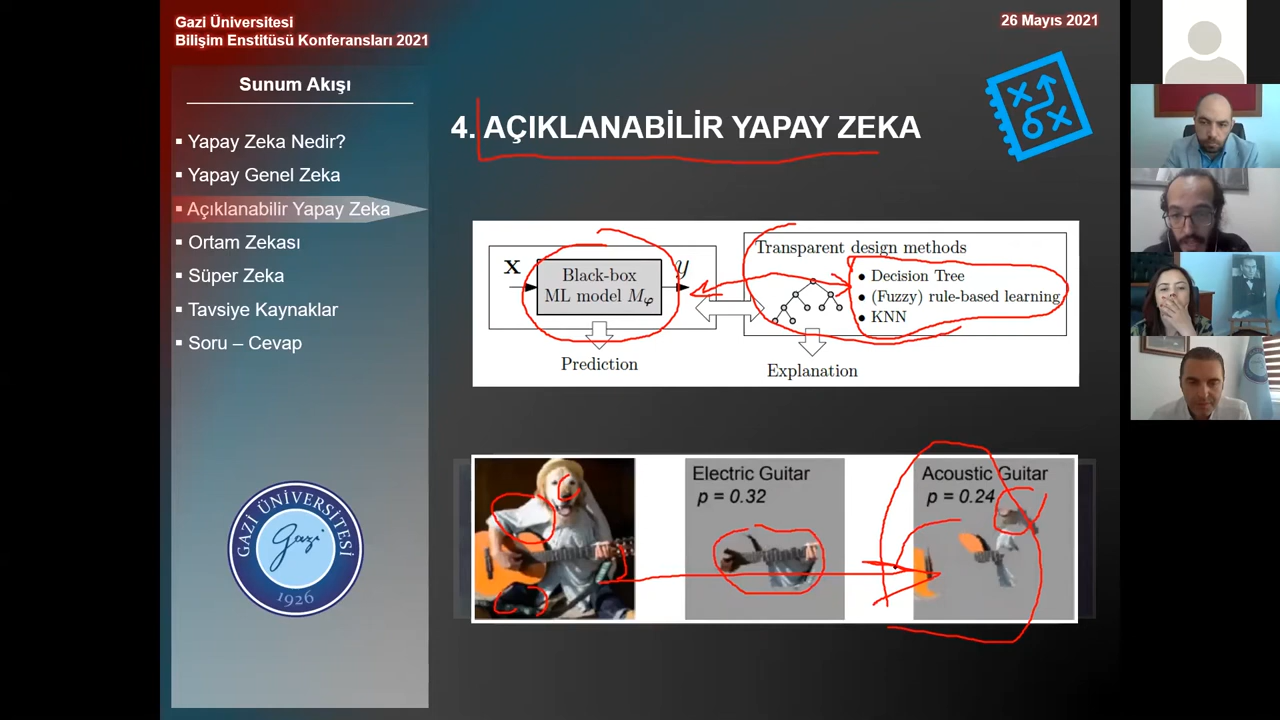 Gazi Üniversitesi
Bilişim Enstitüsü Konferansları 2021
26 Mayıs 2021
Sunum Akışı
▪ Yapay Zeka Nedir?
▪ Yapay Genel Zeka
▪ Açıklanabilir Yapay Zeka
▪ Ortam Zekası
▪ Süper Zeka
▪ Tavsiye Kaynaklar
▪ Soru – Cevap
GAZİ ÜNİVERSİTESİ
Gazi
1926
4. AÇIKLANABİLİR YAPAY ZEKA
x
Black-box
ML model Mφ
y
Prediction
Transparent design methods
• Decision Tree
• (Fuzzy) rule-based learning
• KNN
Explanation
Electric Guitar
p = 0.32
Acoustic Guitar
p = 0.24